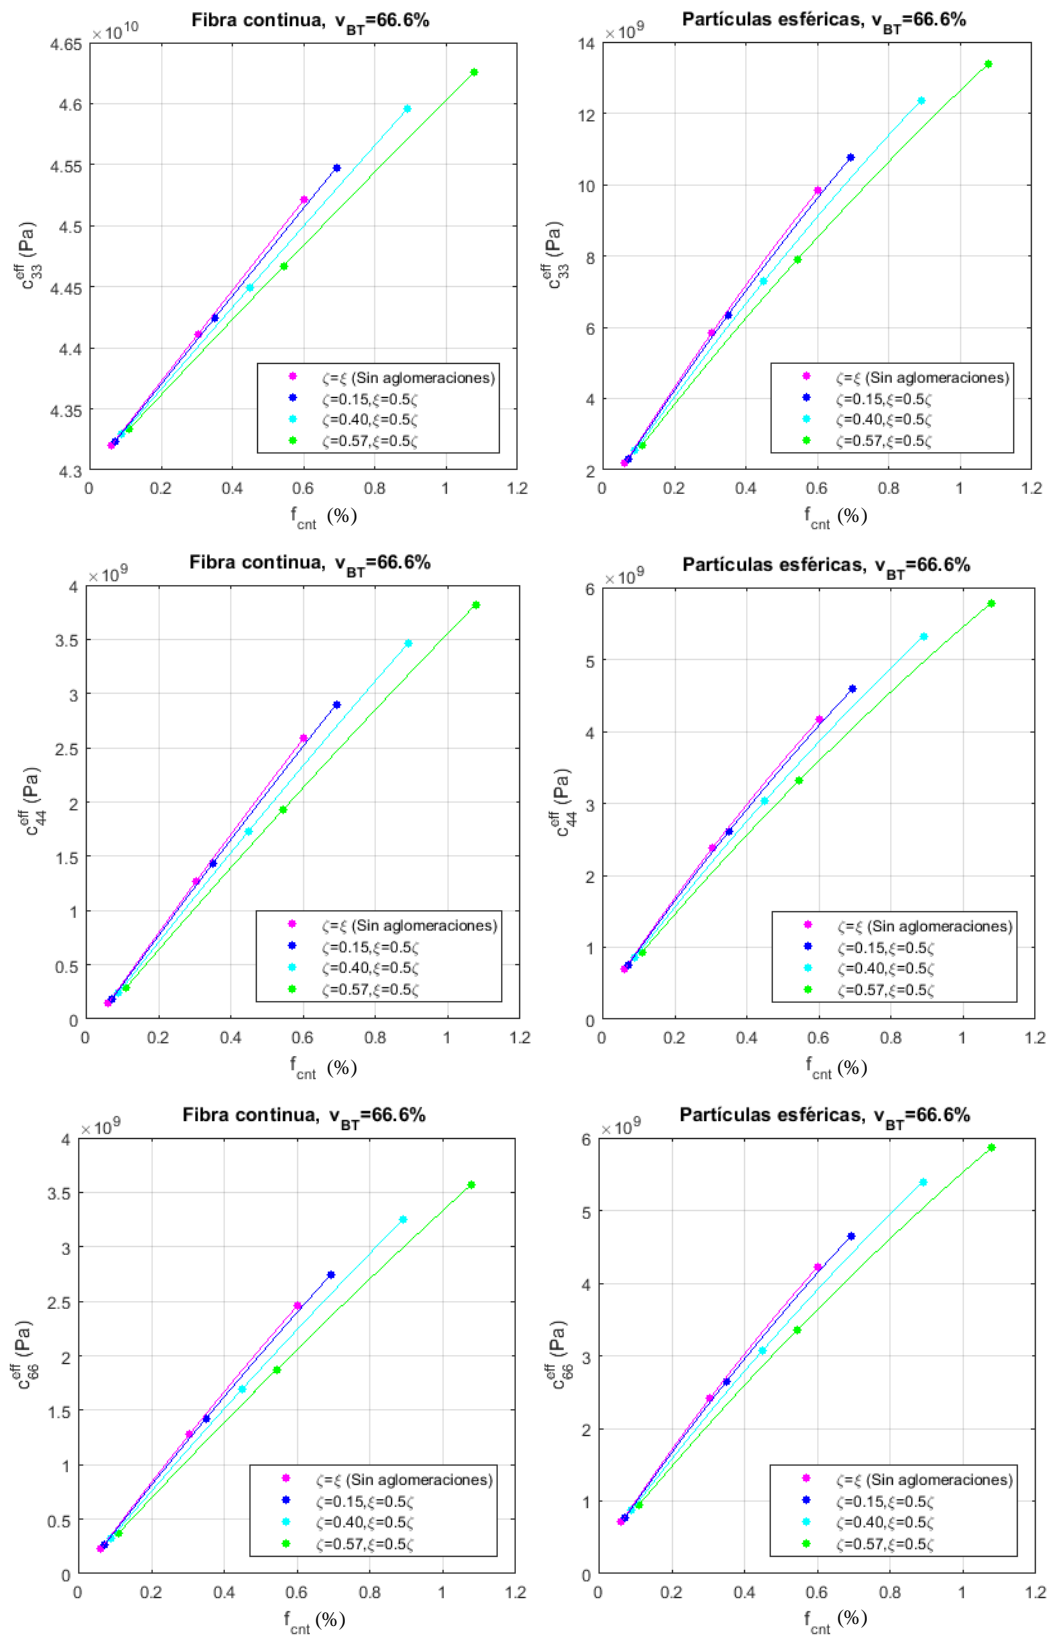 Fibra continua, v_BT=66.6%
×10^10
4.65
4.6
4.55
4.5
4.45
4.4
4.35
4.3
c_33^eff (Pa)
ζ=ξ (Sin aglomeraciones)
ζ=0.15,ξ=0.5ζ
ζ=0.40,ξ=0.5ζ
ζ=0.57,ξ=0.5ζ
0 0.2 0.4 0.6 0.8 1 1.2
f_cnt (%)
Partículas esféricas, v_BT=66.6%
×10^9
14
12
10
8
6
4
2
c_33^eff (Pa)
ζ=ξ (Sin aglomeraciones)
ζ=0.15,ξ=0.5ζ
ζ=0.40,ξ=0.5ζ
ζ=0.57,ξ=0.5ζ
0 0.2 0.4 0.6 0.8 1 1.2
f_cnt (%)
Fibra continua, v_BT=66.6%
×10^9
4
3.5
3
2.5
2
1.5
1
0.5
0
c_44^eff (Pa)
ζ=ξ (Sin aglomeraciones)
ζ=0.15,ξ=0.5ζ
ζ=0.40,ξ=0.5ζ
ζ=0.57,ξ=0.5ζ
0 0.2 0.4 0.6 0.8 1 1.2
f_cnt (%)
Partículas esféricas, v_BT=66.6%
×10^9
6
5
4
3
2
1
0
c_44^eff (Pa)
ζ=ξ (Sin aglomeraciones)
ζ=0.15,ξ=0.5ζ
ζ=0.40,ξ=0.5ζ
ζ=0.57,ξ=0.5ζ
0 0.2 0.4 0.6 0.8 1 1.2
f_cnt (%)
Fibra continua, v_BT=66.6%
×10^9
4
3.5
3
2.5
2
1.5
1
0.5
0
c_66^eff (Pa)
ζ=ξ (Sin aglomeraciones)
ζ=0.15,ξ=0.5ζ
ζ=0.40,ξ=0.5ζ
ζ=0.57,ξ=0.5ζ
0 0.2 0.4 0.6 0.8 1 1.2
f_cnt (%)
Partículas esféricas, v_BT=66.6%
×10^9
6
5
4
3
2
1
0
c_66^eff (Pa)
ζ=ξ (Sin aglomeraciones)
ζ=0.15,ξ=0.5ζ
ζ=0.40,ξ=0.5ζ
ζ=0.57,ξ=0.5ζ
0 0.2 0.4 0.6 0.8 1 1.2
f_cnt (%)